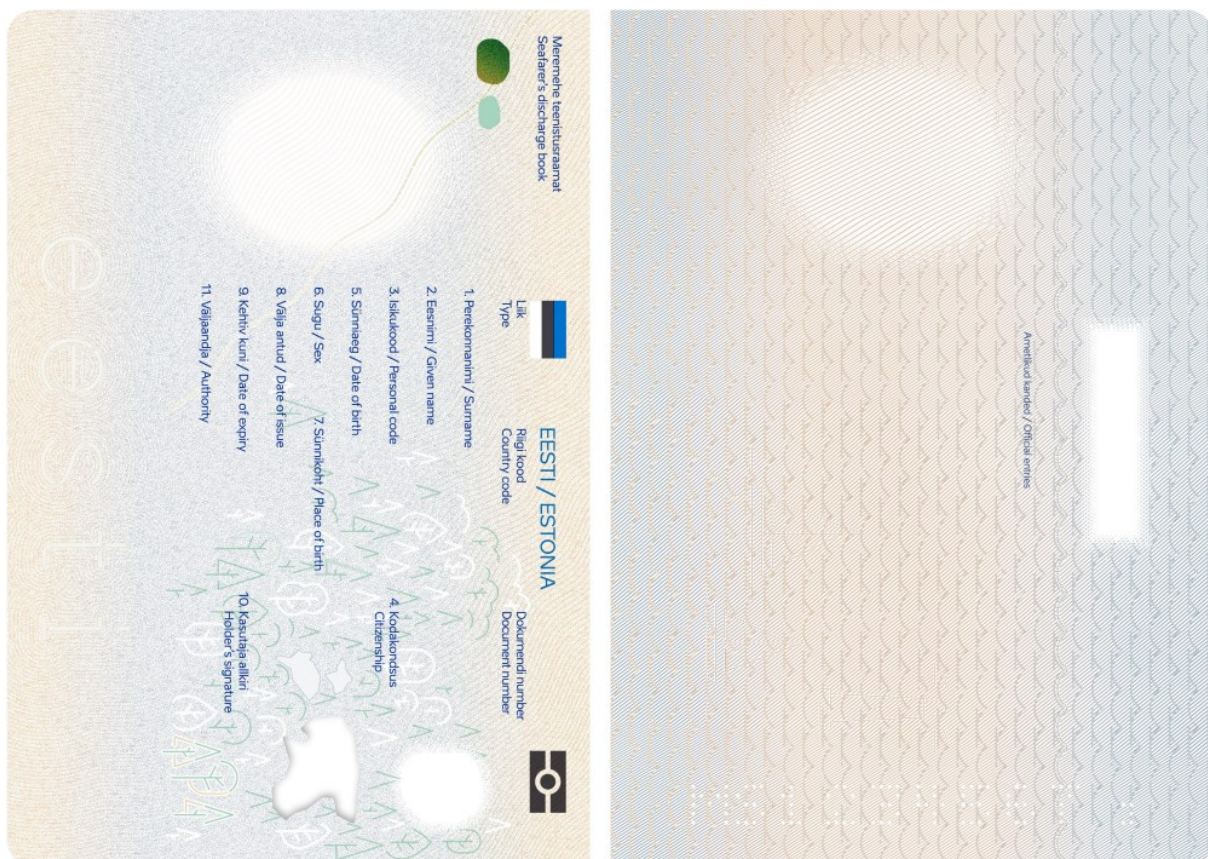 Meremehe teenistusraamat
Seafarer's discharge book
EESTI / ESTONIA
Liik
Type
Riigi kood
Country code
Dokumendi number
Document number
1. Perekonnanimi / Surname
2. Eesnimi / Given name
3. Isikukood / Personal code
4. Kodakondsus
Citizenship
5. Sünniaeg / Date of birth
6. Sugu / Sex
7. Sünnikoht / Place of birth
8. Välja antud / Date of issue
9. Kehtiv kuni / Date of expiry
10. Kasutaja allkiri
Holder's signature
11. Väljaandja / Authority
eesti
Ametlikud kanded / Official entries